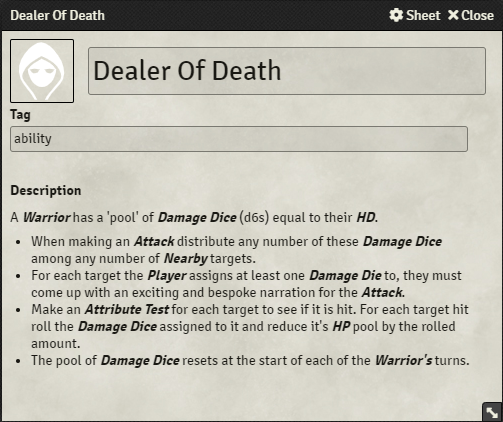 Dealer Of Death
Sheet Close
Dealer Of Death
Tag
ability
Description
A Warrior has a 'pool' of Damage Dice (d6s) equal to their HD.
• When making an Attack distribute any number of these Damage Dice
among any number of Nearby targets.
• For each target the Player assigns at least one Damage Die to, they must
come up with an exciting and bespoke narration for the Attack.
• Make an Attribute Test for each target to see if it is hit. For each target hit
roll the Damage Dice assigned to it and reduce it's HP pool by the rolled
amount.
• The pool of Damage Dice resets at the start of each of the Warrior's turns.